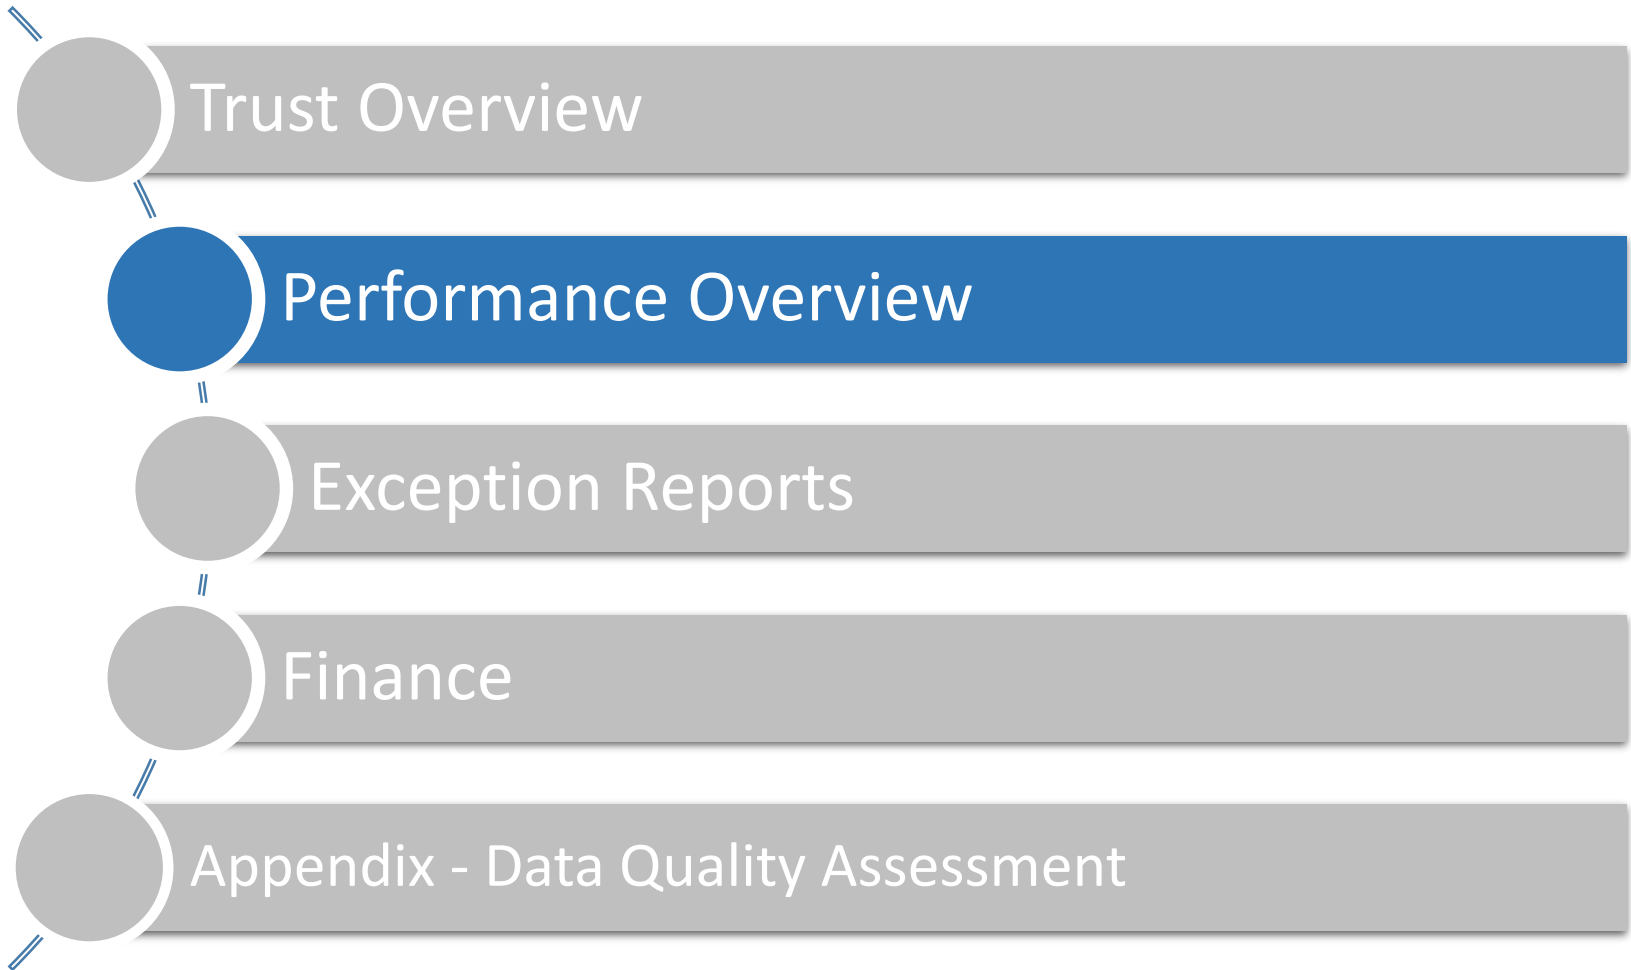 Trust Overview
Performance Overview
Exception Reports
Finance
Appendix - Data Quality Assessment